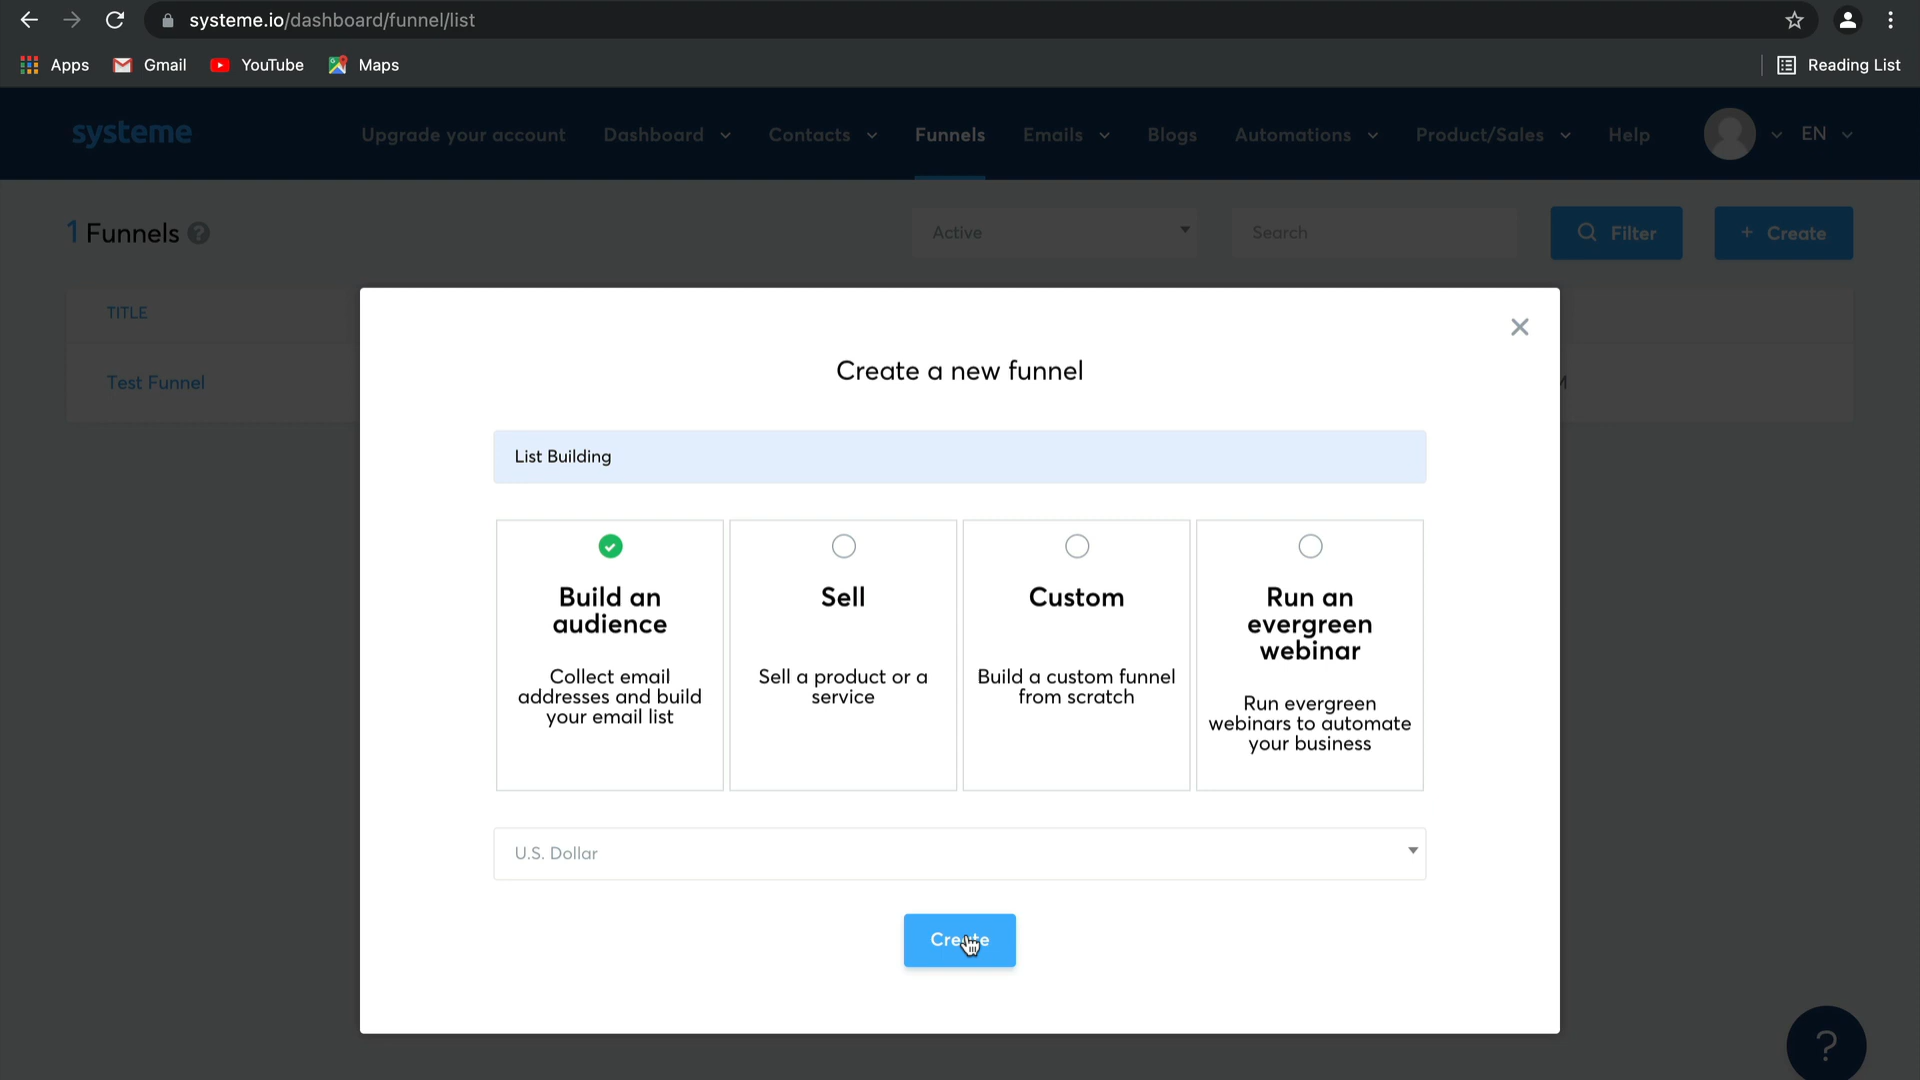 systeme.io/dashboard/funnel/list
Apps Gmail YouTube Maps Reading List
systeme Upgrade your account Dashboard Contacts Funnels Emails Blogs Automations Product/Sales Help EN
1 Funnels ? Active Search Filter + Create
TITLE
Test Funnel
M
Create a new funnel
List Building
Build an
audience
Collect email
addresses and build
your email list
Sell
Sell a product or a
service
Custom
Build a custom funnel
from scratch
Run an
evergreen
webinar
Run evergreen
webinars to automate
your business
U.S. Dollar
Create
?